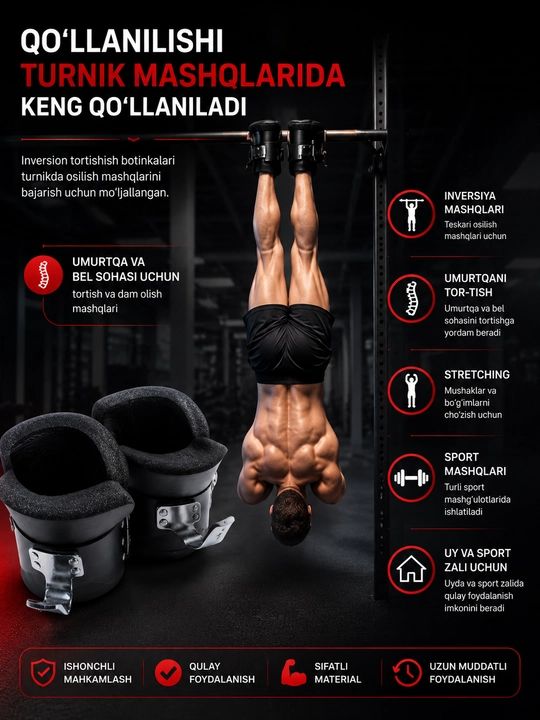 QO‘LLANILISHI
TURNIK MASHQLARIDA
KENG QO‘LLANILADI
Inversion tortishish botinkalari
turnikda osilish mashqlarini
bajarish uchun mo‘ljallangan.
UMURTQA VA
BEL SOHASI UCHUN
tortish va dam olish
mashqlari
INVERSIYA
MASHQLARI
Teskari osilish
mashqlari uchun
UMURTQANI
TOR-TISH
Umurtqa va bel
sohasini tortishga
yordam beradi
STRETCHING
Mushaklar va
bo‘g‘imlarni
cho‘zish uchun
SPORT
MASHQLARI
Turli sport
mashg‘ulotlarida
ishlatiladi
UY VA SPORT
ZALI UCHUN
Uyda va sport zalida
qulay foydalanish
imkonini beradi
ISHONCHLI
MAHKAMLASH
QULAY
FOYDALANISH
SIFATLI
MATERIAL
UZUN MUDDATLI
FOYDALANISH